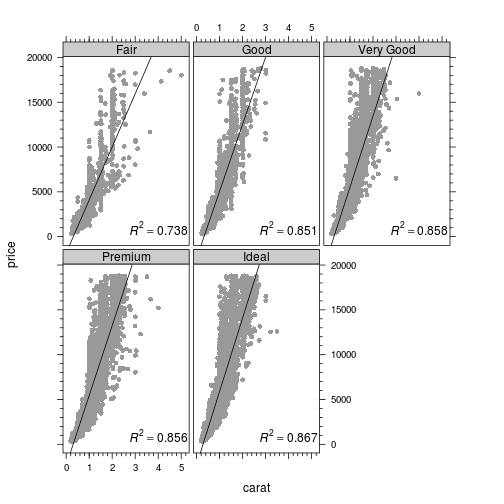 0 1 2 3 4 5
Fair Good Very Good
20000
15000
10000
5000
0
R² = 0.738 R² = 0.851 R² = 0.858
price
Premium Ideal
20000
15000
10000
5000
0
R² = 0.856 R² = 0.867
0 1 2 3 4 5
carat